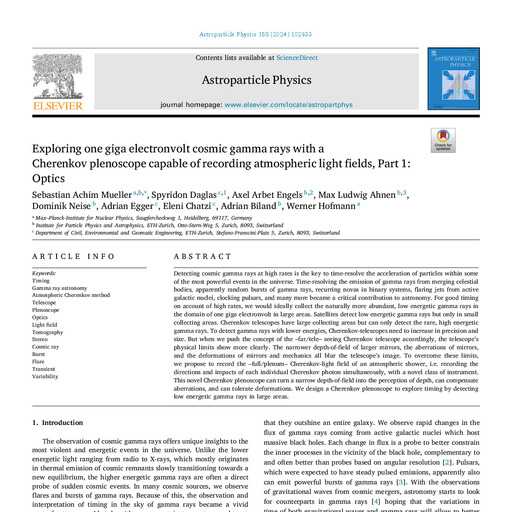 Astroparticle Physics 155 (2024) 102933
Contents lists available at ScienceDirect
Astroparticle Physics
journal homepage: www.elsevier.com/locate/astropartphys
ELSEVIER
ASTROPARTICLE
PHYSICS
Check for
updates
Exploring one giga electronvolt cosmic gamma rays with a
Cherenkov plenoscope capable of recording atmospheric light fields, Part 1:
Optics
Sebastian Achim Mueller a,b,*, Spyridon Daglas c,1, Axel Arbet Engels b,2, Max Ludwig Ahnen b,3,
Dominik Neise b, Adrian Egger c, Eleni Chatzi c, Adrian Biland b, Werner Hofmann a
a Max-Planck-Institute for Nuclear Physics, Saupfercheckweg 1, Heidelberg, 69117, Germany
b Institute for Particle Physics and Astrophysics, ETH-Zurich, Otto-Stern-Weg 5, Zurich, 8093, Switzerland
c Department of Civil, Environmental and Geomatic Engineering, ETH-Zurich, Stefano-Franscini-Platz 5, Zurich, 8093, Switzerland
ARTICLE INFO
Keywords:
Timing
Gamma ray astronomy
Atmospheric Cherenkov method
Telescope
Plenoscope
Optics
Light field
Tomography
Stereo
Cosmic ray
Burst
Flare
Transient
Variability
ABSTRACT
Detecting cosmic gamma rays at high rates is the key to time-resolve the acceleration of particles within some
of the most powerful events in the universe. Time-resolving the emission of gamma rays from merging celestial
bodies, apparently random bursts of gamma rays, recurring novas in binary systems, flaring jets from active
galactic nuclei, clocking pulsars, and many more became a critical contribution to astronomy. For good timing
on account of high rates, we would ideally collect the naturally more abundant, low energetic gamma rays in
the domain of one giga electronvolt in large areas. Satellites detect low energetic gamma rays but only in small
collecting areas. Cherenkov telescopes have large collecting areas but can only detect the rare, high energetic
gamma rays. To detect gamma rays with lower energies, Cherenkov-telescopes need to increase in precision and
size. But when we push the concept of the –far/tele– seeing Cherenkov telescope accordingly, the telescope's
physical limits show more clearly. The narrower depth-of-field of larger mirrors, the aberrations of mirrors,
and the deformations of mirrors and mechanics all blur the telescope's image. To overcome these limits,
we propose to record the –full/plenum– Cherenkov-light field of an atmospheric shower, i.e. recording the
directions and impacts of each individual Cherenkov photon simultaneously, with a novel class of instrument.
This novel Cherenkov plenoscope can turn a narrow depth-of-field into the perception of depth, can compensate
aberrations, and can tolerate deformations. We design a Cherenkov plenoscope to explore timing by detecting
low energetic gamma rays in large areas.
1. Introduction
The observation of cosmic gamma rays offers unique insights to the
most violent and energetic events in the universe. Unlike the lower
energetic light ranging from radio to X-rays, which mostly originates
in thermal emission of cosmic remnants slowly transitioning towards a
new equilibrium, the higher energetic gamma rays are often a direct
probe of sudden cosmic events. In many cosmic sources, we observe
flares and bursts of gamma rays. Because of this, the observation and
interpretation of timing in the sky of gamma rays became a vivid
that they outshine an entire galaxy. We observe rapid changes in the
flux of gamma rays coming from active galactic nuclei which host
massive black holes. Each change in flux is a probe to better constrain
the inner processes in the vicinity of the black hole, complementary to
and often better than probes based on angular resolution [2]. Pulsars,
which were expected to have steady pulsed emissions, apparently also
can emit powerful bursts of gamma rays [3]. With the observations
of gravitational waves from cosmic mergers, astronomy starts to look
for counterparts in gamma rays [4] hoping that the variations in
time of both gravitational waves and gamma rays will allow to better